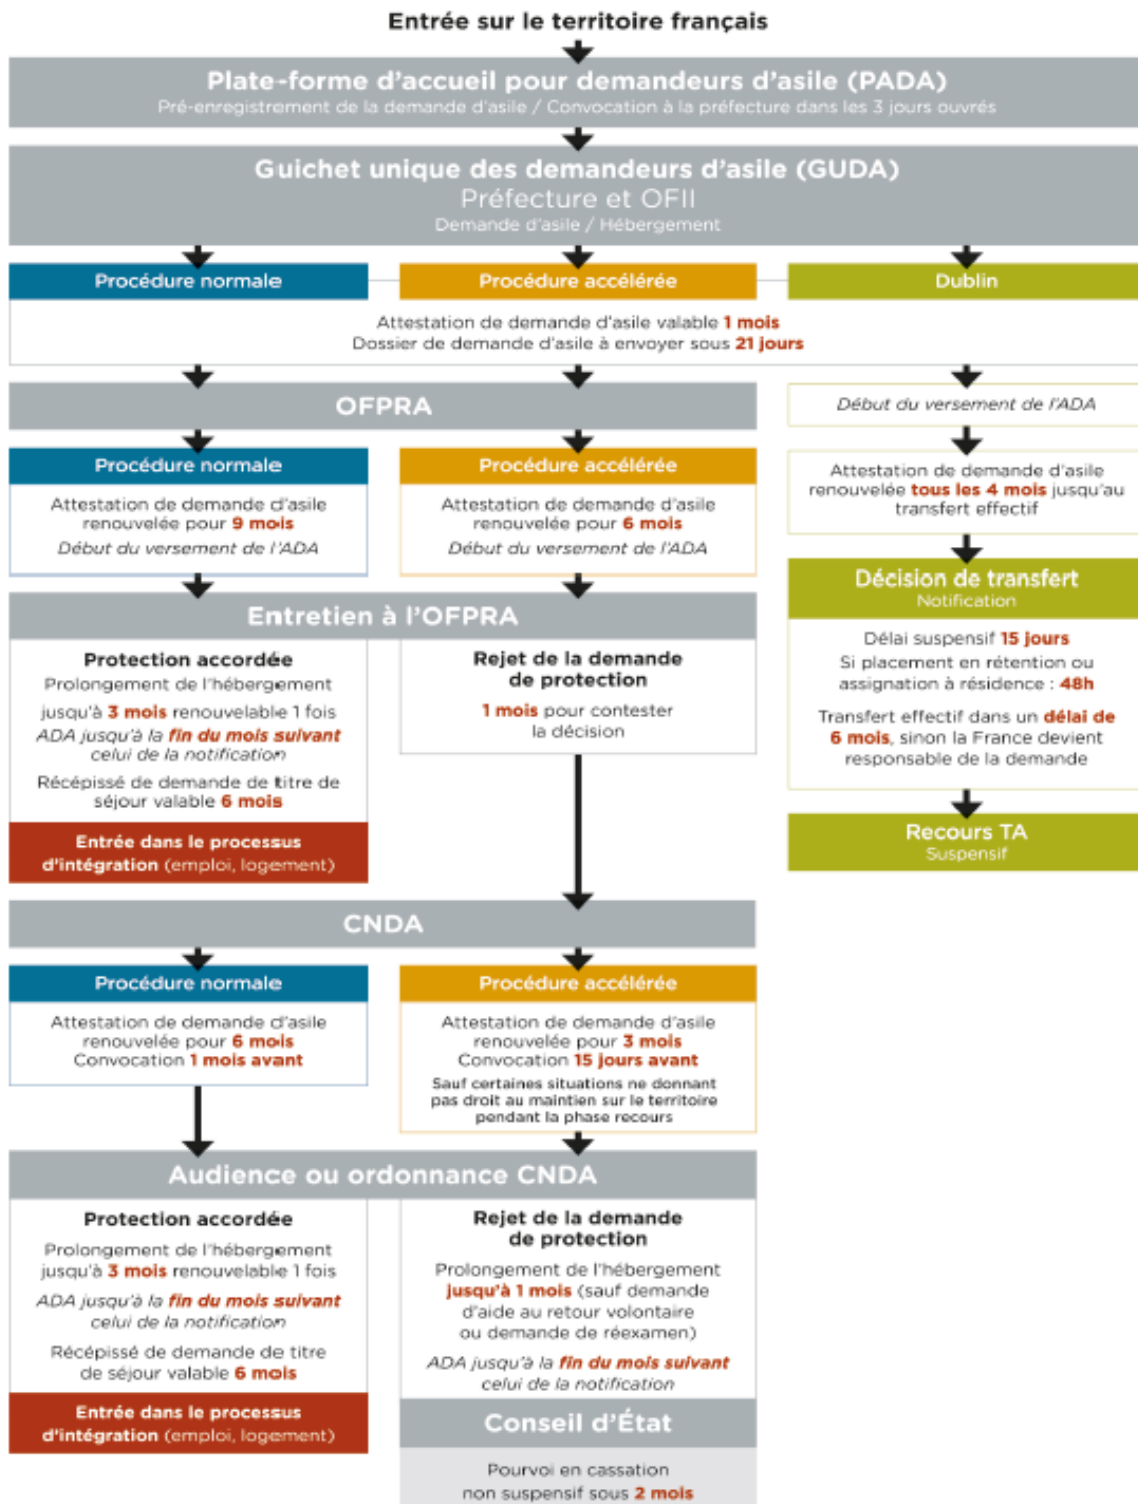 Entrée sur le territoire français
Plate-forme d'accueil pour demandeurs d'asile (PADA)
Pré-enregistrement de la demande d'asile / Convocation à la préfecture dans les 3 jours ouvrés
Guichet unique des demandeurs d'asile (GUDA)
Préfecture et OFII
Demande d'asile / Hébergement
Procédure normale
Procédure accélérée
Dublin
Attestation de demande d'asile valable 1 mois
Dossier de demande d'asile à envoyer sous 21 jours
OFPRA
Procédure normale
Attestation de demande d'asile
renouvelée pour 9 mois
Début du versement de l'ADA
Procédure accélérée
Attestation de demande d'asile
renouvelée pour 6 mois
Début du versement de l'ADA
Début du versement de l'ADA
Attestation de demande d'asile
renouvelée tous les 4 mois jusqu'au
transfert effectif
Décision de transfert
Notification
Délai suspensif 15 jours
Si placement en rétention ou
assignation à résidence : 48h
Transfert effectif dans un délai de
6 mois, sinon la France devient
responsable de la demande
Recours TA
Suspensif
Entretien à l'OFPRA
Protection accordée
Prolongement de l'hébergement
jusqu'à 3 mois renouvelable 1 fois
ADA jusqu'à la fin du mois suivant
celui de la notification
Récépissé de demande de titre de
séjour valable 6 mois
Entrée dans le processus
d'intégration (emploi, logement)
Rejet de la demande
de protection
1 mois pour contester
la décision
CNDA
Procédure normale
Attestation de demande d'asile
renouvelée pour 6 mois
Convocation 1 mois avant
Procédure accélérée
Attestation de demande d'asile
renouvelée pour 3 mois
Convocation 15 jours avant
Sauf certaines situations ne donnant
pas droit au maintien sur le territoire
pendant la phase recours
Audience ou ordonnance CNDA
Protection accordée
Prolongement de l'hébergement
jusqu'à 3 mois renouvelable 1 fois
ADA jusqu'à la fin du mois suivant
celui de la notification
Récépissé de demande de titre
de séjour valable 6 mois
Entrée dans le processus
d'intégration (emploi, logement)
Rejet de la demande
de protection
Prolongement de l'hébergement
jusqu'à 1 mois (sauf demande
d'aide au retour volontaire
ou demande de réexamen)
ADA jusqu'à la fin du mois suivant
celui de la notification
Conseil d'État
Pourvoi en cassation
non suspensif sous 2 mois